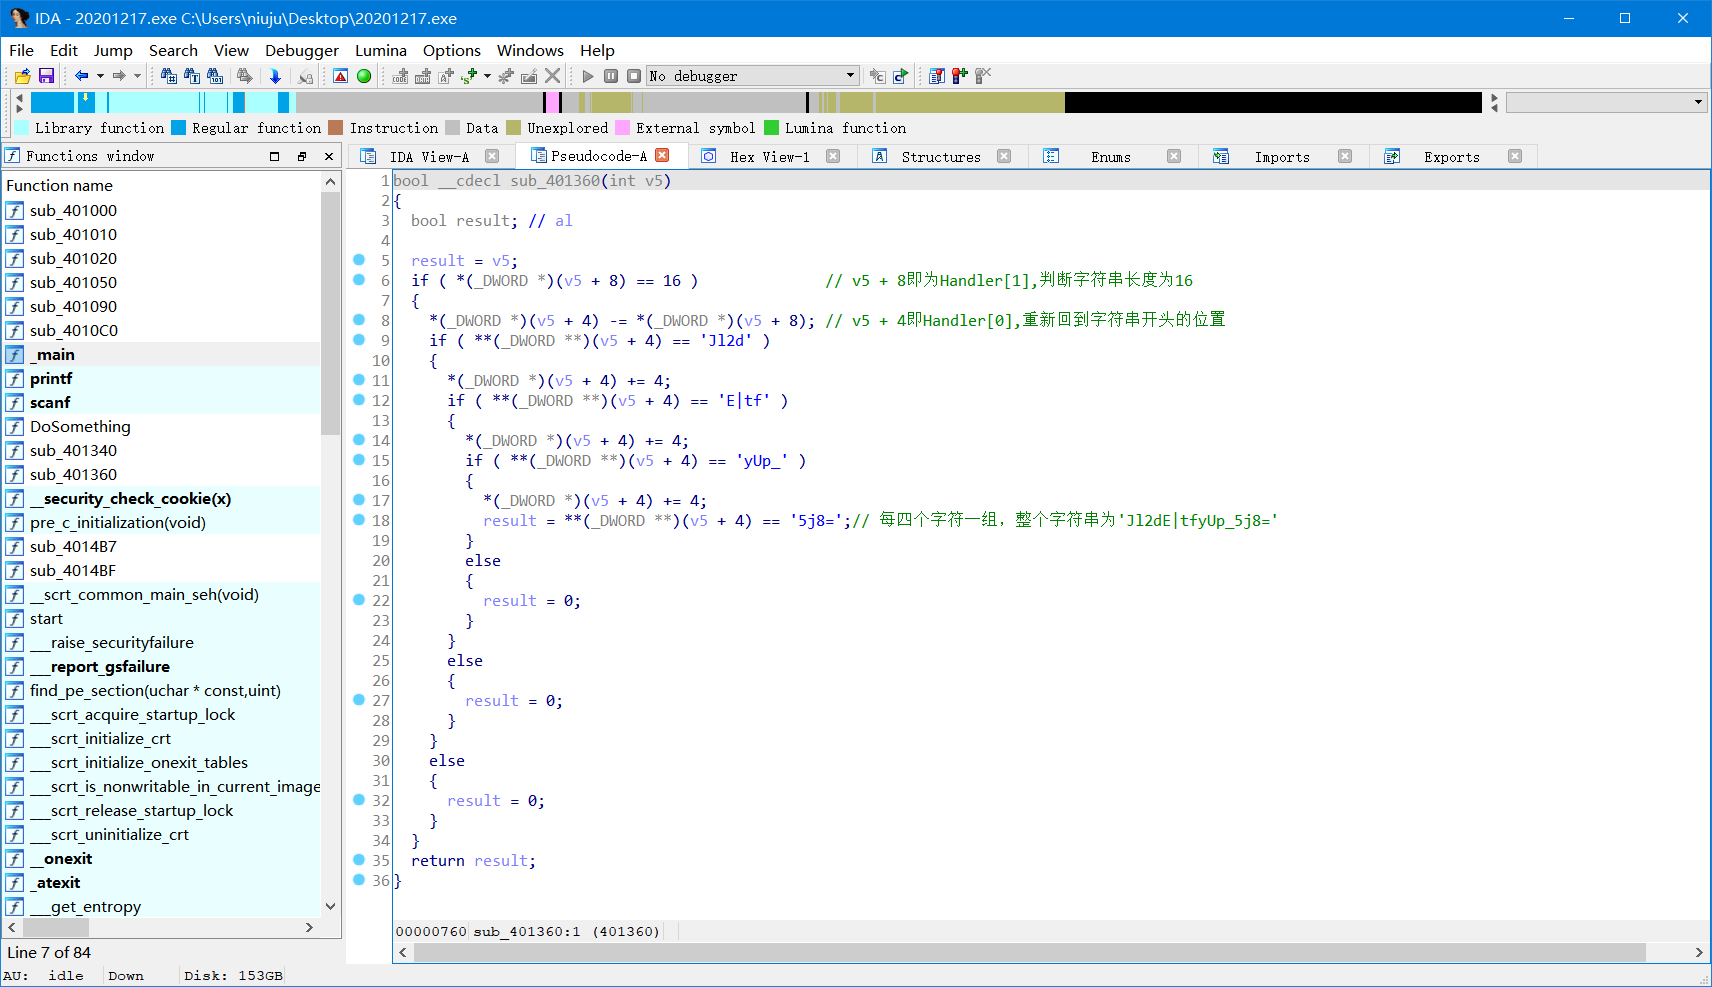 IDA - 20201217.exe C:\Users\niuju\Desktop\20201217.exe
File Edit Jump Search View Debugger Lumina Options Windows Help
No debugger
Library function Regular function Instruction Data Unexplored External symbol Lumina function
Functions window
IDA View-A Pseudocode-A Hex View-1 Structures Enums Imports Exports
Function name
sub_401000
sub_401010
sub_401020
sub_401050
sub_401090
sub_4010C0
_main
printf
scanf
DoSomething
sub_401340
sub_401360
__security_check_cookie(x)
pre_c_initialization(void)
sub_4014B7
sub_4014BF
__scrt_common_main_seh(void)
start
___raise_securityfailure
___report_gsfailure
find_pe_section(uchar * const,uint)
___scrt_acquire_startup_lock
___scrt_initialize_crt
___scrt_initialize_onexit_tables
___scrt_is_nonwritable_in_current_image
___scrt_release_startup_lock
___scrt_uninitialize_crt
__onexit
_atexit
___get_entropy
Line 7 of 84
1 bool __cdecl sub_401360(int v5)
2 {
3 bool result; // al
4
5 result = v5;
6 if ( *(_DWORD *)(v5 + 8) == 16 ) // v5 + 8即为Handler[1],判断字符串长度为16
7 {
8 *(_DWORD *)(v5 + 4) -= *(_DWORD *)(v5 + 8); // v5 + 4即Handler[0],重新回到字符串开头的位置
9 if ( **(_DWORD **)(v5 + 4) == 'Jl2d' )
10 {
11 *(_DWORD *)(v5 + 4) += 4;
12 if ( **(_DWORD **)(v5 + 4) == 'E|tf' )
13 {
14 *(_DWORD *)(v5 + 4) += 4;
15 if ( **(_DWORD **)(v5 + 4) == 'yUp_' )
16 {
17 *(_DWORD *)(v5 + 4) += 4;
18 result = **(_DWORD **)(v5 + 4) == '5j8=';// 每四个字符一组，整个字符串为'Jl2dE|tfyUp_5j8='
19 }
20 else
21 {
22 result = 0;
23 }
24 }
25 else
26 {
27 result = 0;
28 }
29 }
30 else
31 {
32 result = 0;
33 }
34 }
35 return result;
36 }
00000760 sub_401360:1 (401360)
AU: idle Down Disk: 153GB